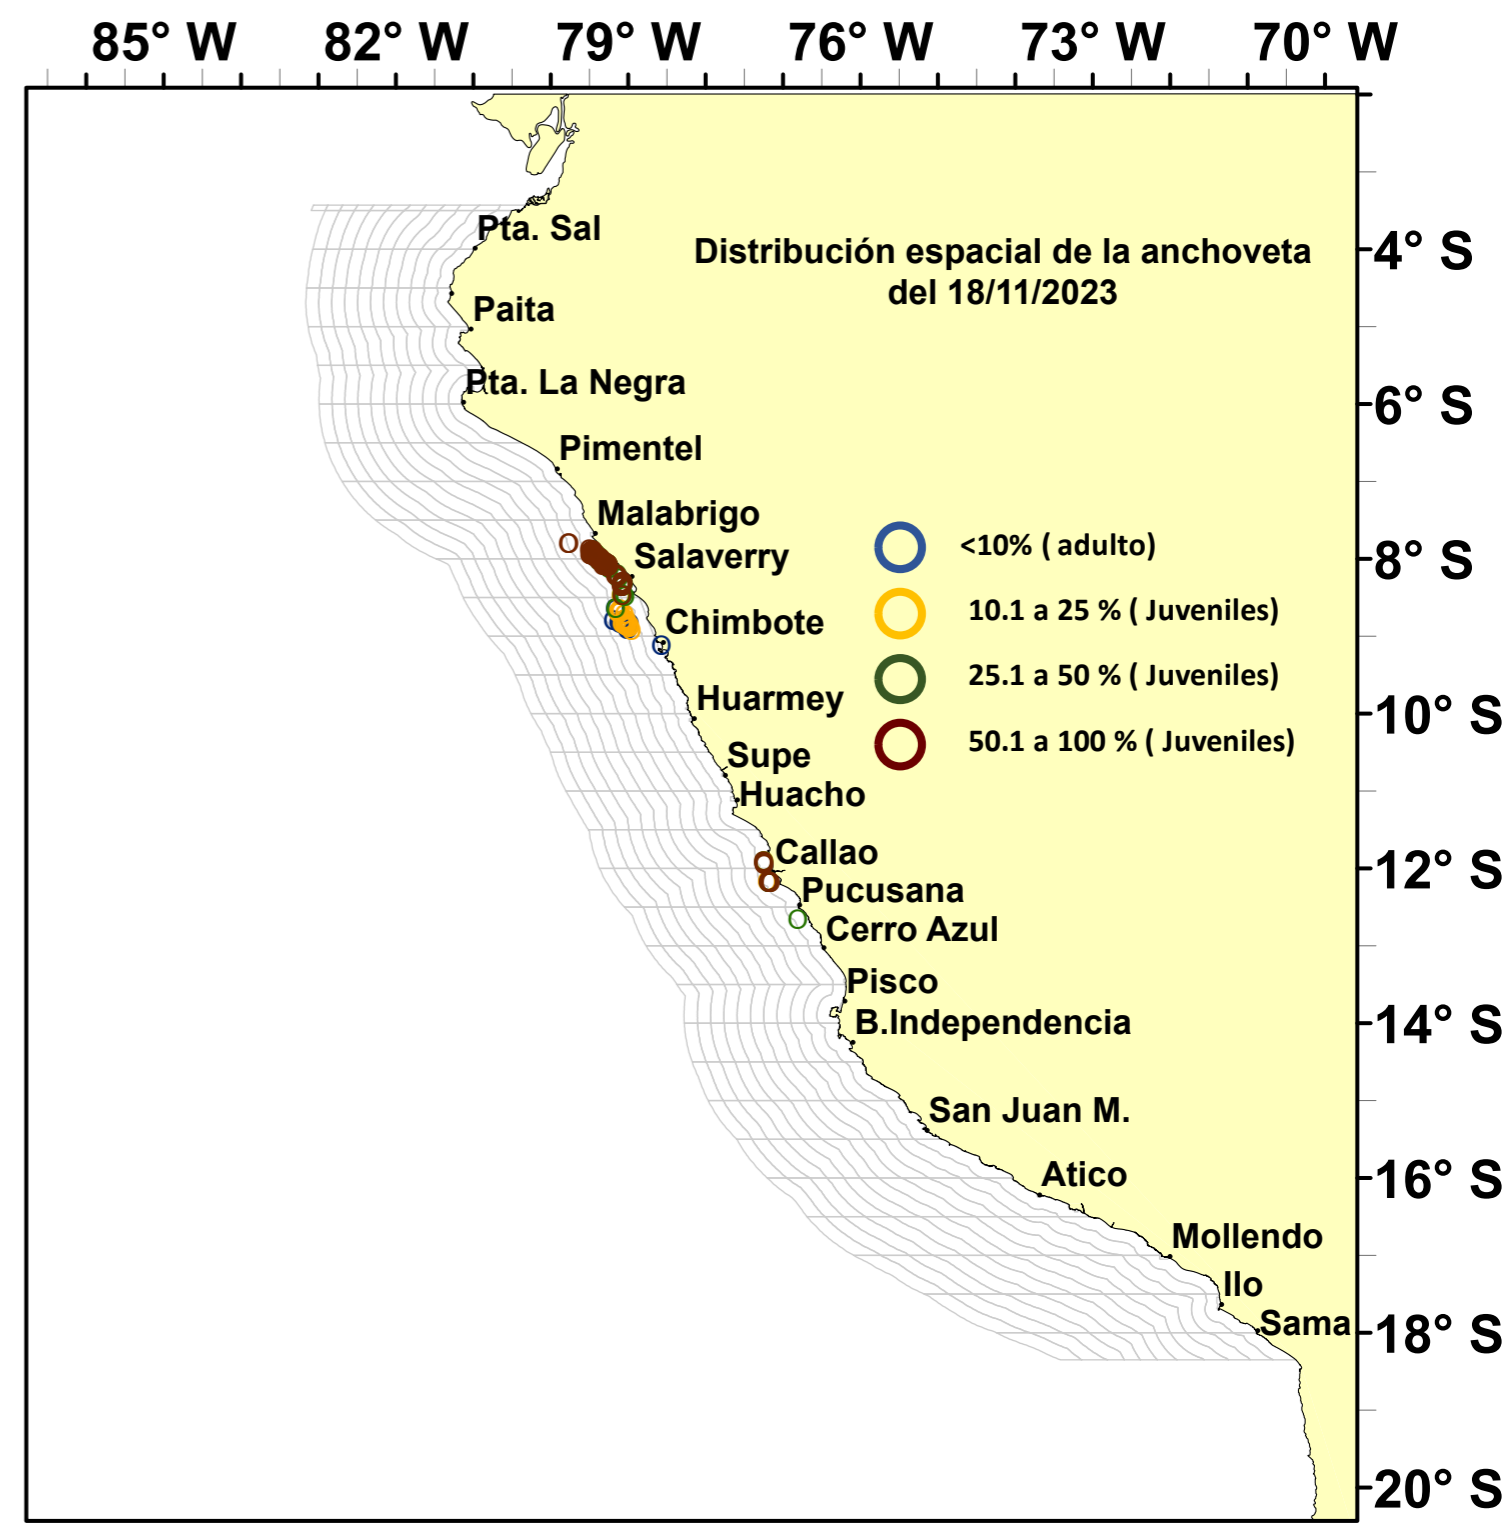 85° W 82° W 79° W 76° W 73° W 70° W
Pta. Sal
Distribución espacial de la anchoveta
del 18/11/2023
4° S
Paita
Pta. La Negra
6° S
Pimentel
Malabrigo
Salaverry
<10% ( adulto)
8° S
Chimbote
10.1 a 25 % ( Juveniles)
25.1 a 50 % ( Juveniles)
Huarmey
10° S
50.1 a 100 % ( Juveniles)
Supe
Huacho
Callao
12° S
Pucusana
Cerro Azul
Pisco
B.Independencia
14° S
San Juan M.
Atico
16° S
Mollendo
Ilo
Sama
18° S
20° S